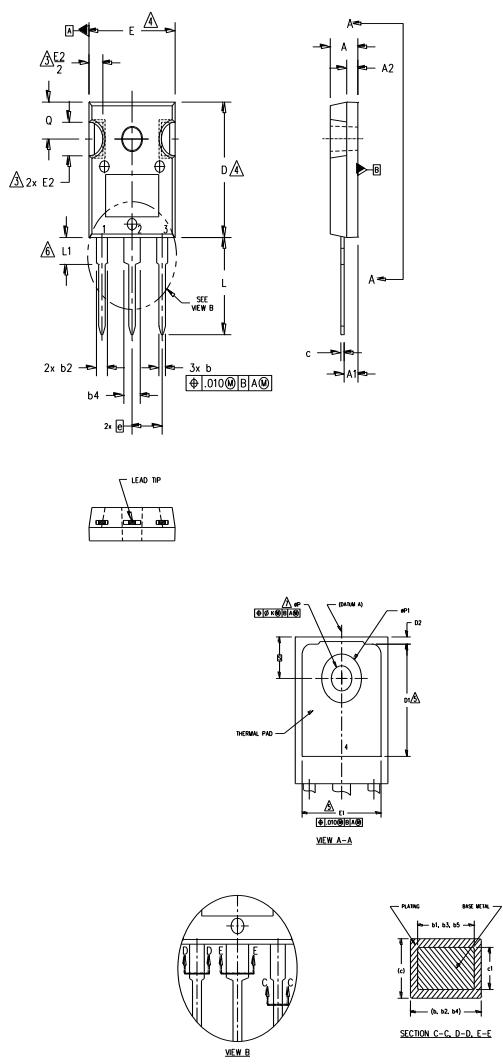 A E 4
3 E2
2
Q
3 2x E2
D 4
1 2 3
6 L1
L
SEE
VIEW B
2x b2
b4
3x b
.010 M B A M
2x e
A
A
A2
B
A
c
A1
LEAD TIP
7 øP
Ø K M B A M
(DATUM A)
øP1
D2
D1 5
THERMAL PAD
4
5
E1
.010 M B A M
VIEW A-A
D D E E
C C
VIEW B
PLATING
BASE METAL
b1, b3, b5
(c)
c1
(b, b2, b4)
SECTION C-C, D-D, E-E